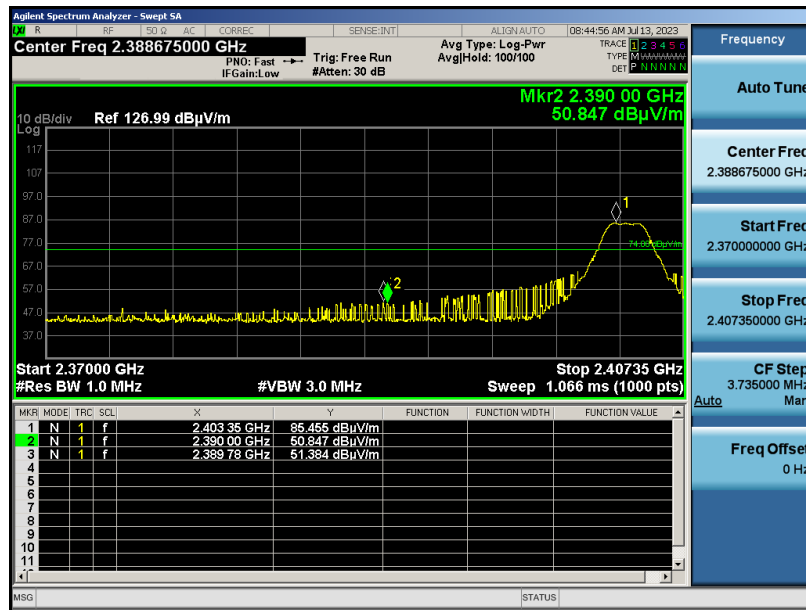 Agilent Spectrum Analyzer - Swept SA
LXI R RF 50 Ω AC CORREC SENSE:INT ALIGN AUTO 08:44:56 AM Jul 13, 2023
Center Freq 2.388675000 GHz
PNO: Fast
IFGain:Low
Trig: Free Run
#Atten: 30 dB
Avg Type: Log-Pwr
Avg|Hold: 100/100
TRACE 1 2 3 4 5 6
TYPE M W W W W W
DET P N N N N N
Mkr2 2.390 00 GHz
50.847 dBµV/m
10 dB/div Ref 126.99 dBµV/m
Log
117
107
97.0
87.0
77.0
67.0
57.0
47.0
37.0
1
2
74.00 dBµV/m
Start 2.37000 GHz Stop 2.40735 GHz
#Res BW 1.0 MHz #VBW 3.0 MHz Sweep 1.066 ms (1000 pts)
MKR MODE TRC SCL X Y FUNCTION FUNCTION WIDTH FUNCTION VALUE
1 N 1 f 2.403 35 GHz 85.455 dBµV/m
2 N 1 f 2.390 00 GHz 50.847 dBµV/m
3 N 1 f 2.389 78 GHz 51.384 dBµV/m
4
5
6
7
8
9
10
11
MSG STATUS
Frequency
Auto Tune
Center Freq
2.388675000 GHz
Start Freq
2.370000000 GHz
Stop Freq
2.407350000 GHz
CF Step
3.735000 MHz
Auto Man
Freq Offset
0 Hz